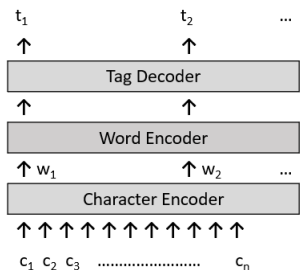 t1 t2 ...
Tag Decoder
Word Encoder
w1 w2 ...
Character Encoder
c1 c2 c3 ........................ cn